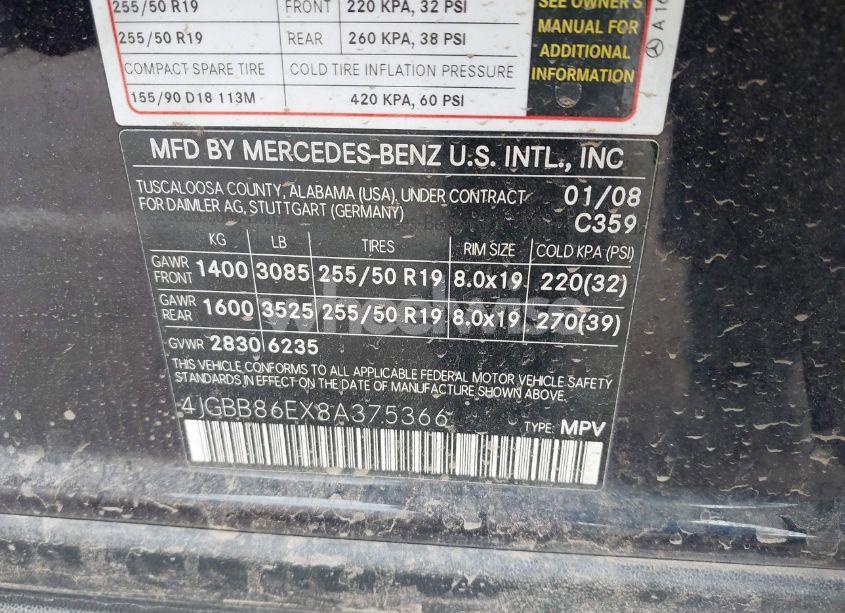 255/50 R19 FRONT 220 KPA, 32 PSI
255/50 R19 REAR 260 KPA, 38 PSI
COMPACT SPARE TIRE COLD TIRE INFLATION PRESSURE
155/90 D18 113M 420 KPA, 60 PSI
SEE OWNER'S
MANUAL FOR
ADDITIONAL
INFORMATION
A 16
MFD BY MERCEDES-BENZ U.S. INTL., INC
TUSCALOOSA COUNTY, ALABAMA (USA), UNDER CONTRACT 01/08
FOR DAIMLER AG, STUTTGART (GERMANY) C359
KG LB TIRES RIM SIZE COLD KPA (PSI)
GAWR FRONT 1400 3085 255/50 R19 8.0x19 220(32)
GAWR REAR 1600 3525 255/50 R19 8.0x19 270(39)
GVWR 2830 6235
THIS VEHICLE CONFORMS TO ALL APPLICABLE FEDERAL MOTOR VEHICLE SAFETY
STANDARDS IN EFFECT ON THE DATE OF MANUFACTURE SHOWN ABOVE.
4JGBB86EX8A375366 TYPE: MPV